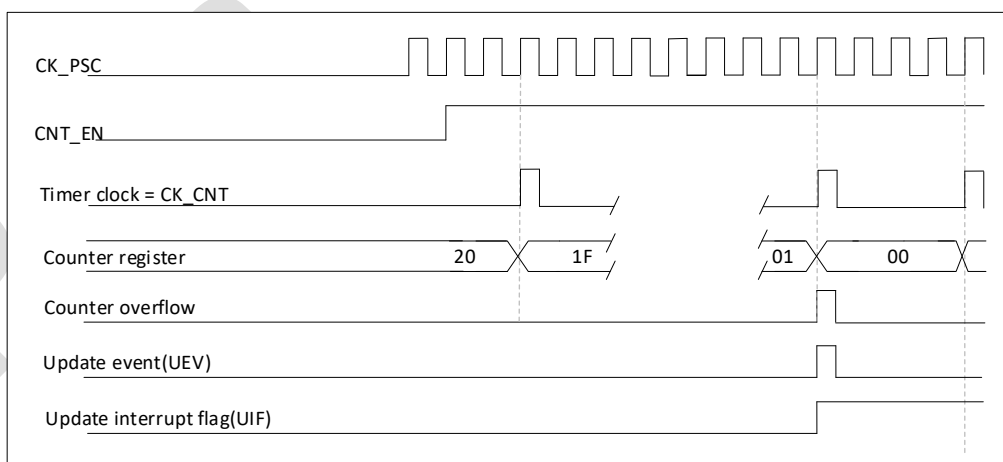 CK_PSC
CNT_EN
Timer clock = CK_CNT
Counter register 20 1F 01 00
Counter overflow
Update event(UEV)
Update interrupt flag(UIF)